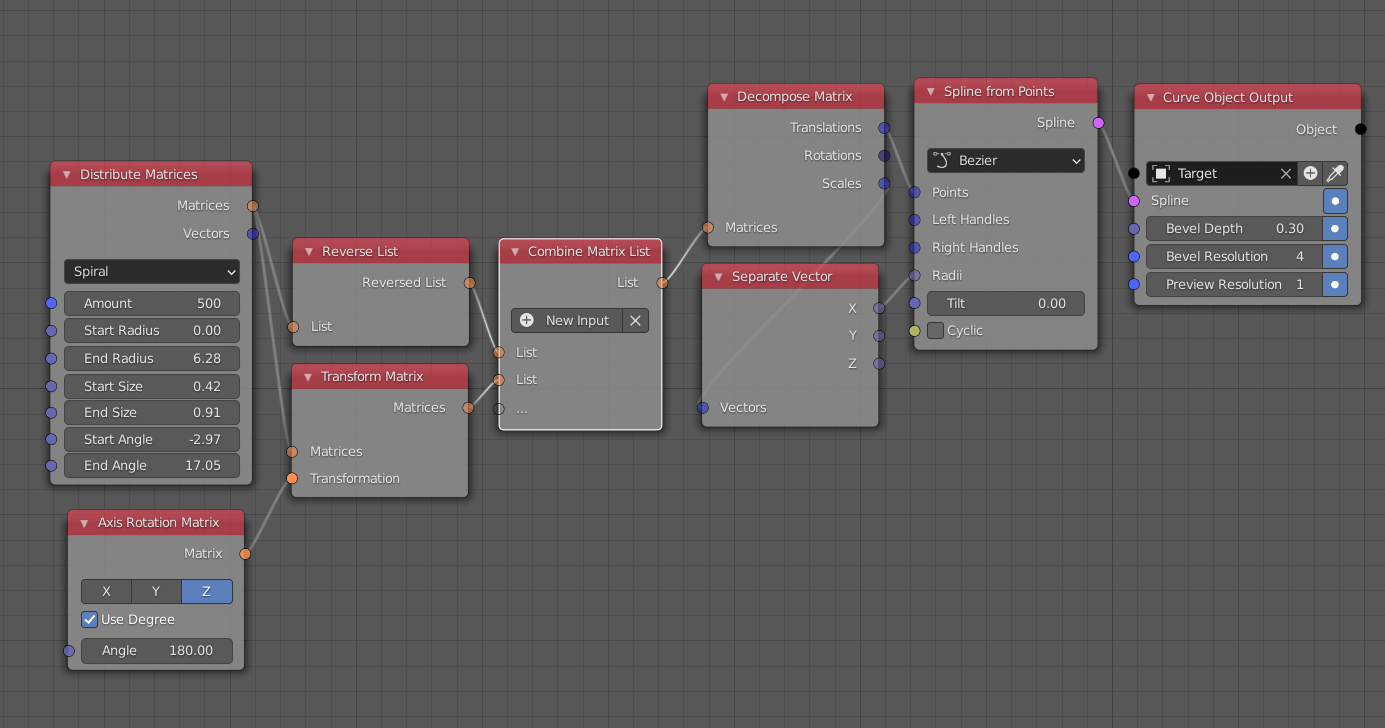 Distribute Matrices
Matrices
Vectors
Spiral
Amount 500
Start Radius 0.00
End Radius 6.28
Start Size 0.42
End Size 0.91
Start Angle -2.97
End Angle 17.05
Axis Rotation Matrix
Matrix
X Y Z
Use Degree
Angle 180.00
Reverse List
Reversed List
List
Transform Matrix
Matrices
Matrices
Transformation
Combine Matrix List
List
New Input
List
List
...
Decompose Matrix
Translations
Rotations
Scales
Matrices
Separate Vector
X
Y
Z
Vectors
Spline from Points
Spline
Bezier
Points
Left Handles
Right Handles
Radii
Tilt 0.00
Cyclic
Curve Object Output
Object
Target
Spline
Bevel Depth 0.30
Bevel Resolution 4
Preview Resolution 1